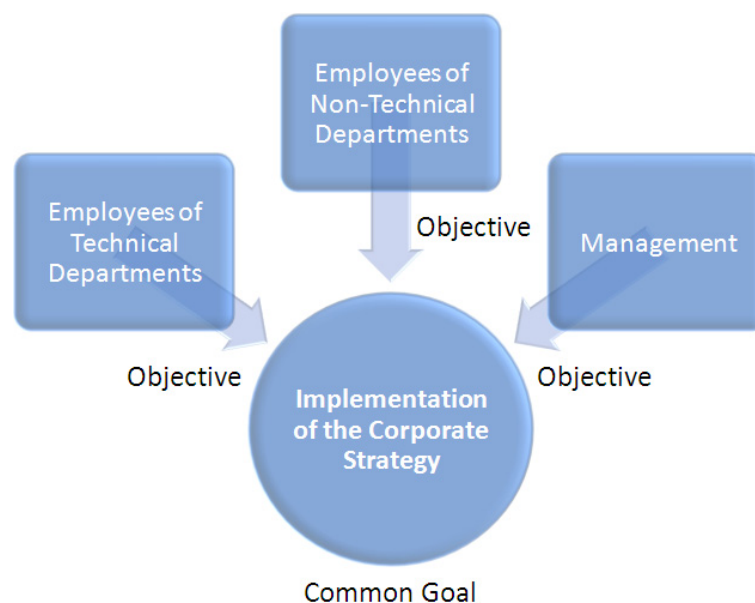 Employees of
Non-Technical
Departments
Employees of
Technical
Departments
Management
Objective
Objective
Objective
Implementation
of the Corporate
Strategy
Common Goal